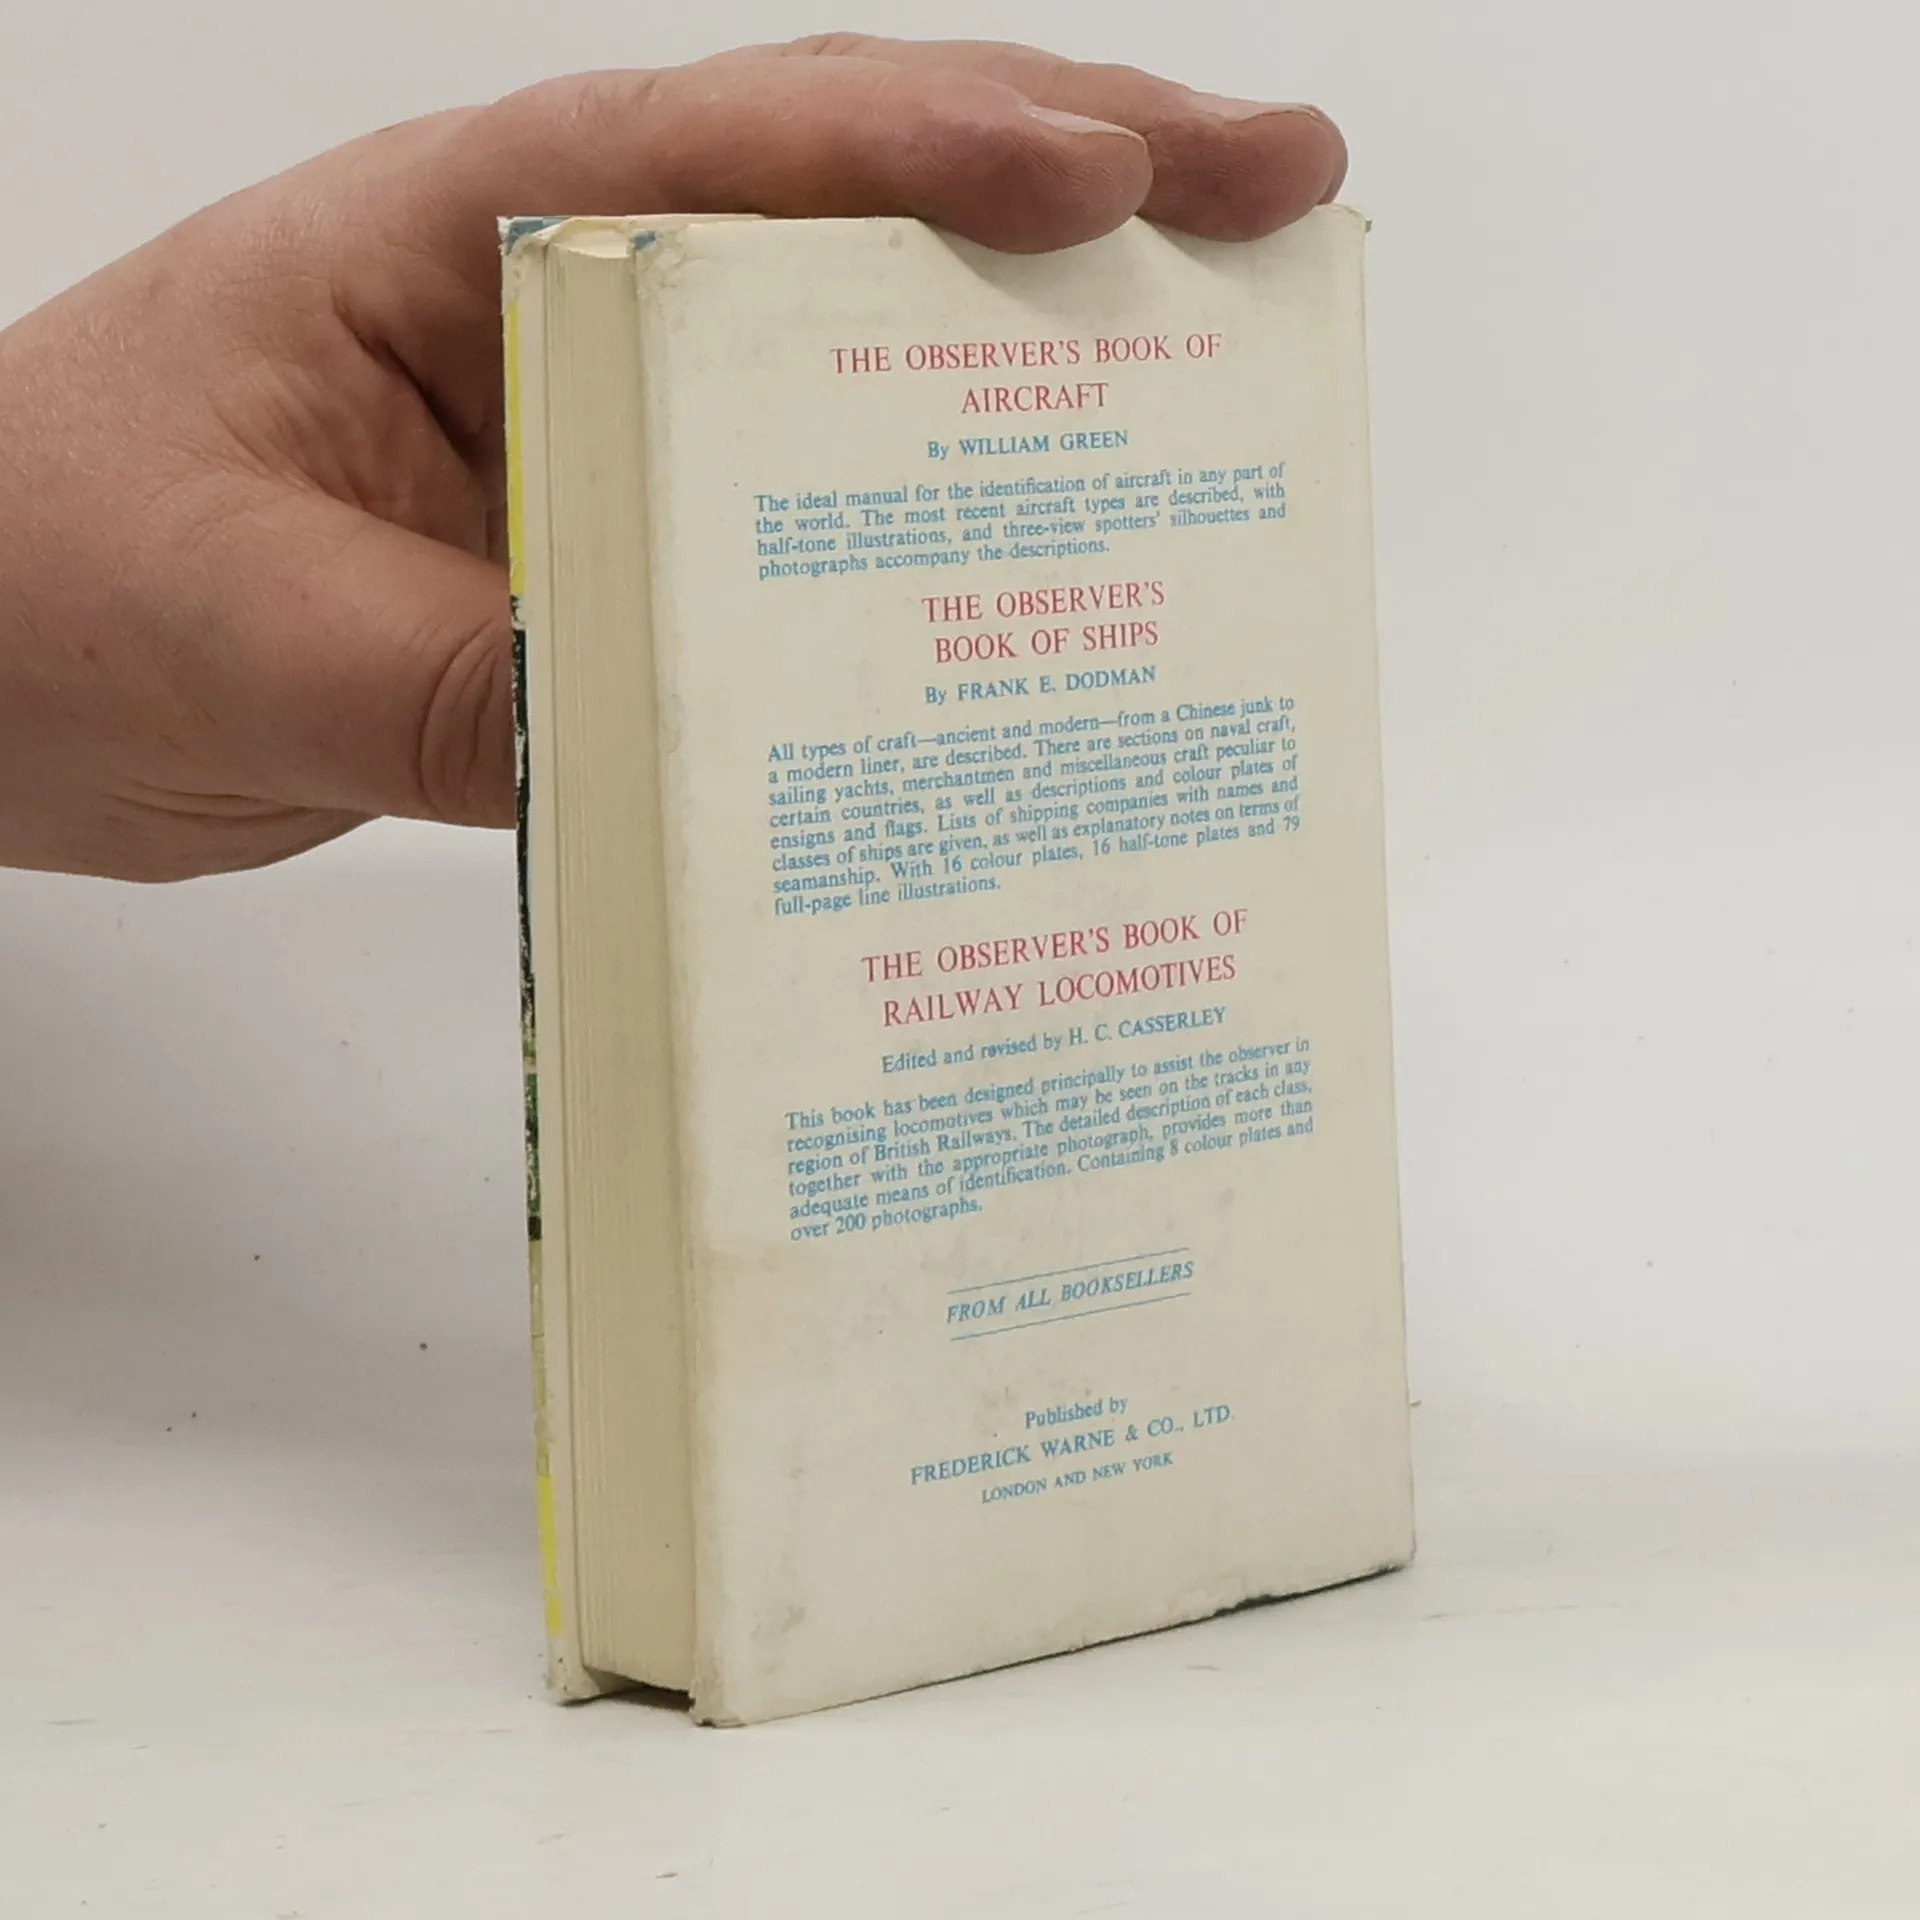 THE OBSERVER'S BOOK OF
AIRCRAFT
By WILLIAM GREEN
The ideal manual for the identification of aircraft in any part of
the world. The most recent aircraft types are described, with
half-tone illustrations, and three-view spotters' silhouettes and
photographs accompany the descriptions.
THE OBSERVER'S
BOOK OF SHIPS
By FRANK E. DODMAN
All types of craft—ancient and modern—from a Chinese junk to
a modern liner, are described. There are sections on naval craft,
sailing yachts, merchantmen and miscellaneous craft peculiar to
certain countries, as well as descriptions and colour plates of
ensigns and flags. Lists of shipping companies with names and
classes of ships are given, as well as explanatory notes on terms of
seamanship. With 16 colour plates, 16 half-tone plates and 79
full-page line illustrations.
THE OBSERVER'S BOOK OF
RAILWAY LOCOMOTIVES
Edited and revised by H. C. CASSERLEY
This book has been designed principally to assist the observer in
recognising locomotives which may be seen on the tracks in any
region of British Railways. The detailed description of each class,
together with the appropriate photograph, provides more than
adequate means of identification. Containing 8 colour plates and
over 200 photographs.
FROM ALL BOOKSELLERS
Published by
FREDERICK WARNE & CO., LTD.
LONDON AND NEW YORK